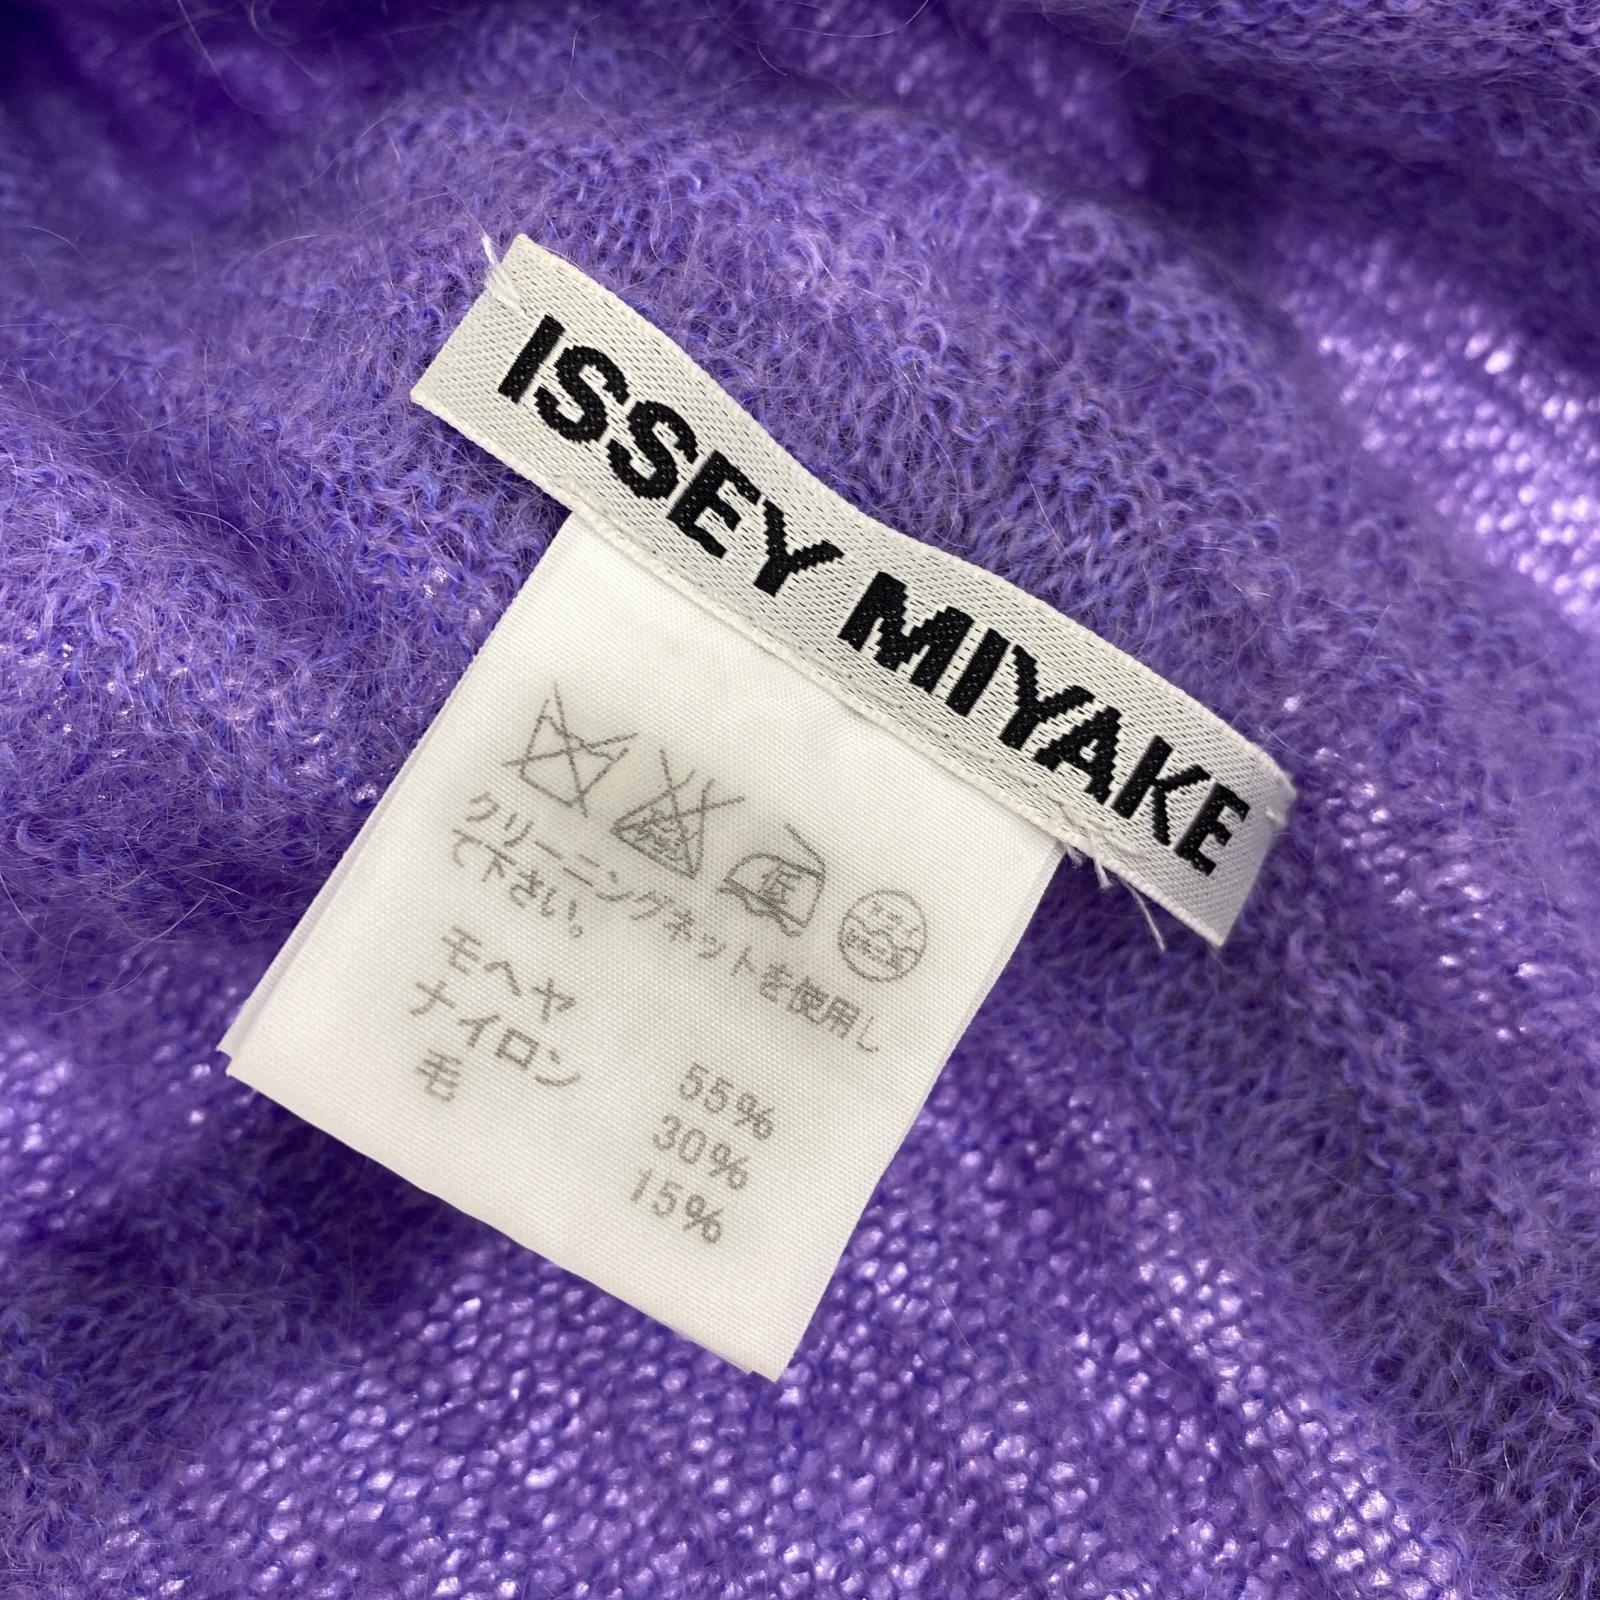 ISSEY MIYAKE
低
クリーニングネットを使用し
て下さい。
モヘヤ 55%
ナイロン 30%
毛 15%